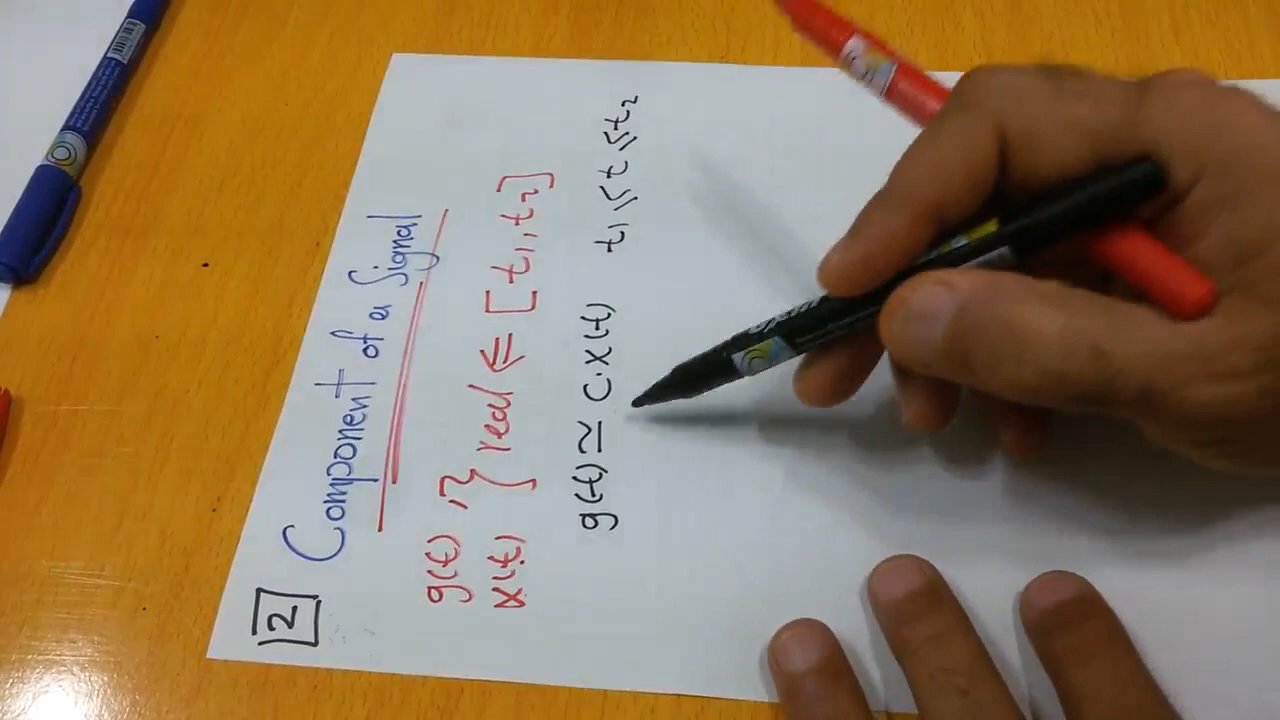 2
Component of a Signal
g(t),
x(t) } real ∈ [t1, t2]
g(t) ≃ c.x(t) t1 ≤ t ≤ t2